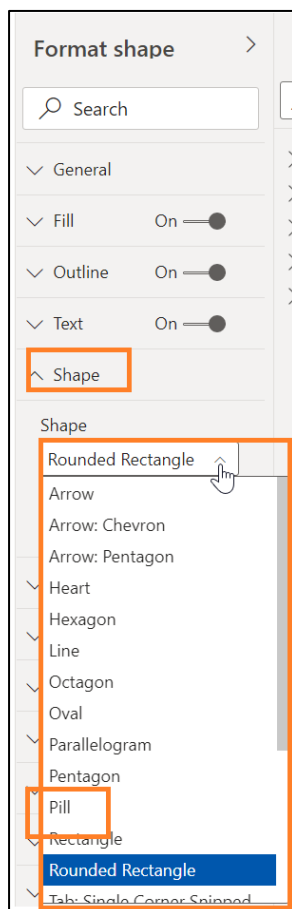 Format shape
Search
General
Fill On
Outline On
Text On
Shape
Shape
Rounded Rectangle
Arrow
Arrow: Chevron
Arrow: Pentagon
Heart
Hexagon
Line
Octagon
Oval
Parallelogram
Pentagon
Pill
Rectangle
Rounded Rectangle
Tab: Single Corner Snipped